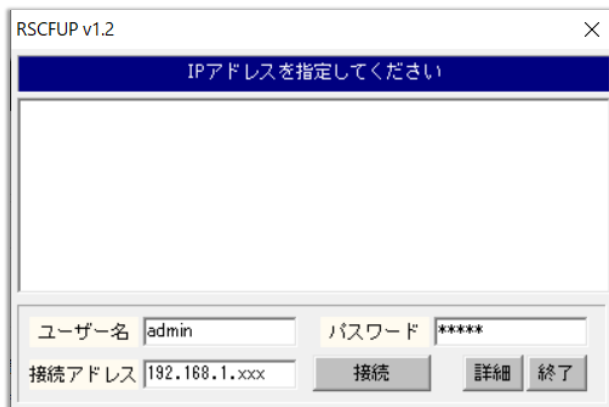 RSCFUP v1.2
IPアドレスを指定してください
ユーザー名 admin パスワード *****
接続アドレス 192.168.1.xxx 接続 詳細 終了